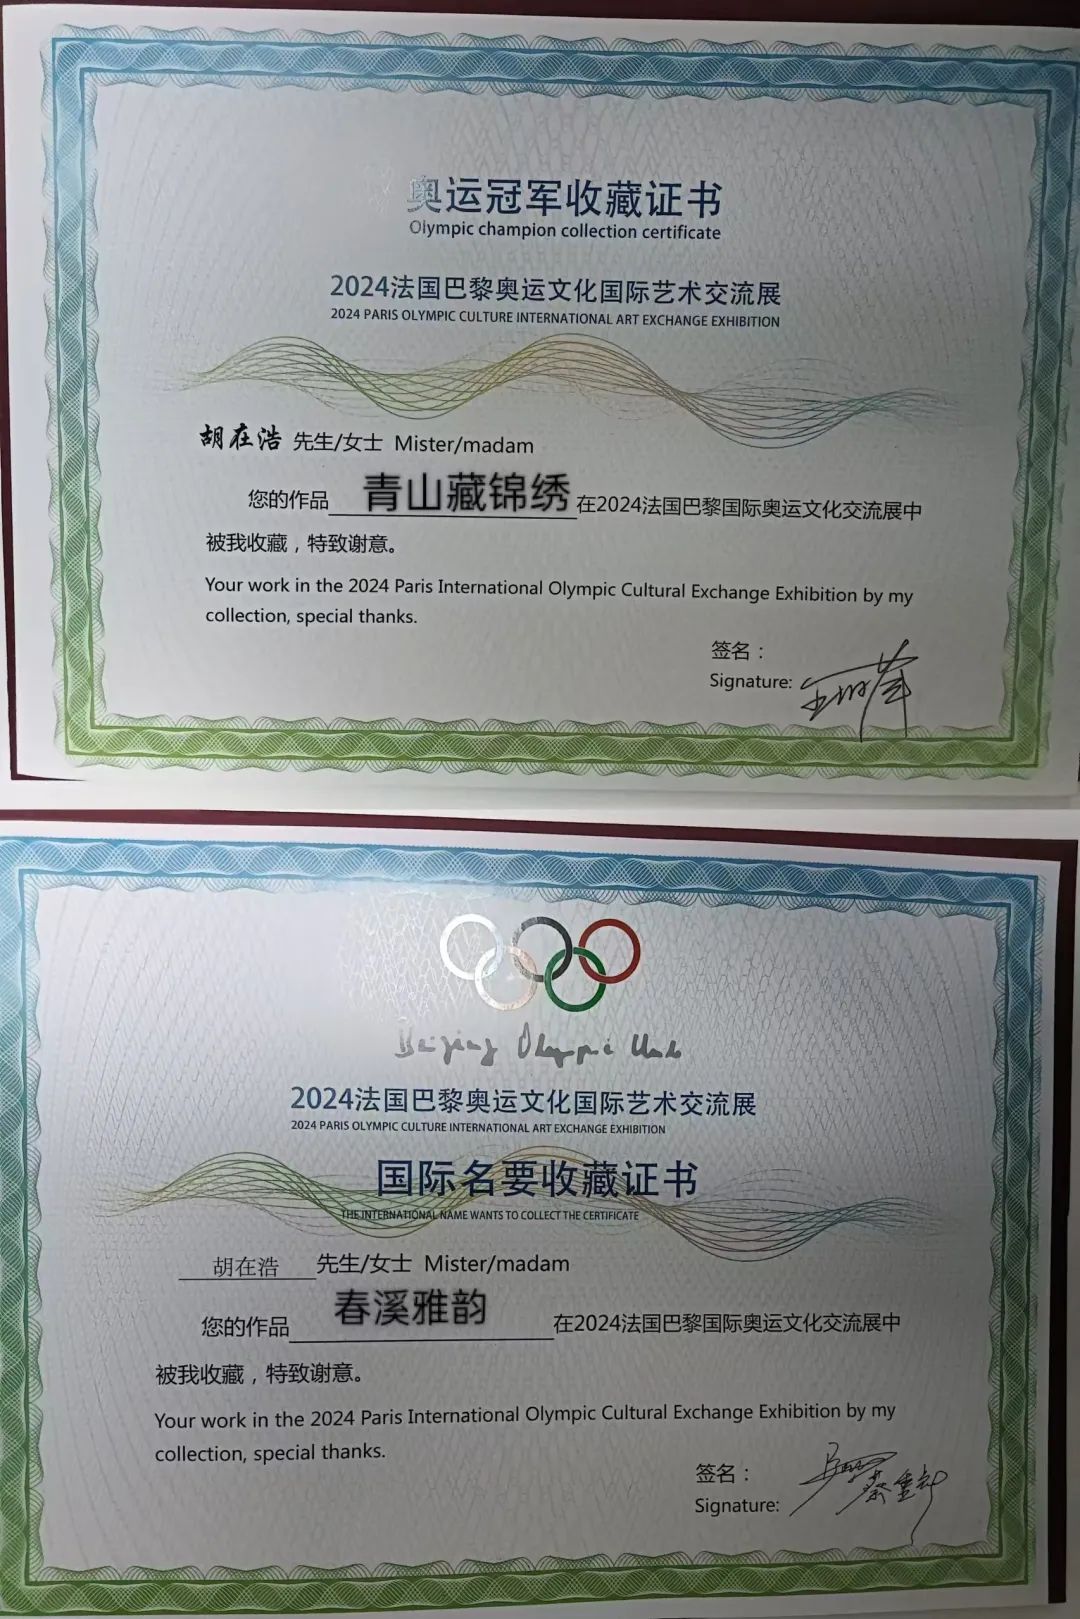 奥运冠军收藏证书
Olympic champion collection certificate
2024法国巴黎奥运文化国际艺术交流展
2024 PARIS OLYMPIC CULTURE INTERNATIONAL ART EXCHANGE EXHIBITION
胡在浩 先生/女士 Mister/madam
您的作品 青山藏锦绣 在2024法国巴黎国际奥运文化交流展中
被我收藏，特致谢意。
Your work in the 2024 Paris International Olympic Cultural Exchange Exhibition by my
collection, special thanks.
签名：
Signature:
Beijing Olympic
2024法国巴黎奥运文化国际艺术交流展
2024 PARIS OLYMPIC CULTURE INTERNATIONAL ART EXCHANGE EXHIBITION
国际名要收藏证书
THE INTERNATIONAL NAME WANTS TO COLLECT THE CERTIFICATE
胡在浩 先生/女士 Mister/madam
您的作品 春溪雅韵 在2024法国巴黎国际奥运文化交流展中
被我收藏，特致谢意。
Your work in the 2024 Paris International Olympic Cultural Exchange Exhibition by my
collection, special thanks.
签名：
Signature: